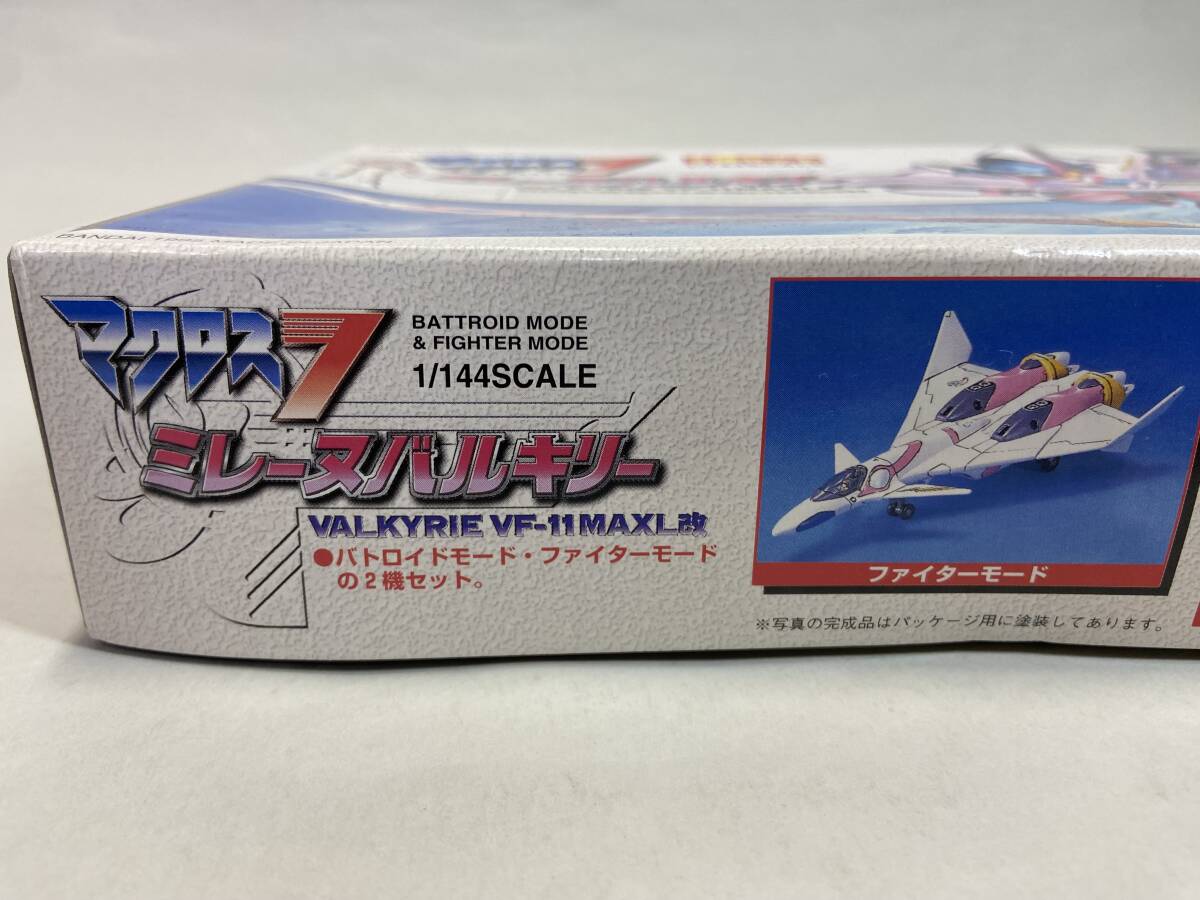 マクロス7
BATTROID MODE
& FIGHTER MODE
1/144SCALE
ミレーヌバルキリー
VALKYRIE VF-11MAXL改
●バトロイドモード・ファイターモード
の2機セット。
ファイターモード
※写真の完成品はパッケージ用に塗装してあります。